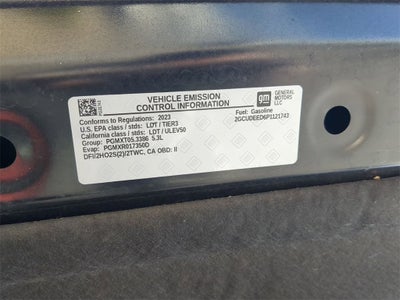 VEHICLE EMISSION
CONTROL INFORMATION
gm
GENERAL
MOTORS
LLC
Conforms to Regulations: 2023
Fuel: Gasoline
U.S. EPA class / stds: LDT / TIER3
2GCUDEED6P1121743
California class / stds: LDT / ULEV50
Group: PGMXT05.3386 5.3L
Evap: PGMXR0173500
DFI/2HO2S(2)/2TWC, CA OBD: II